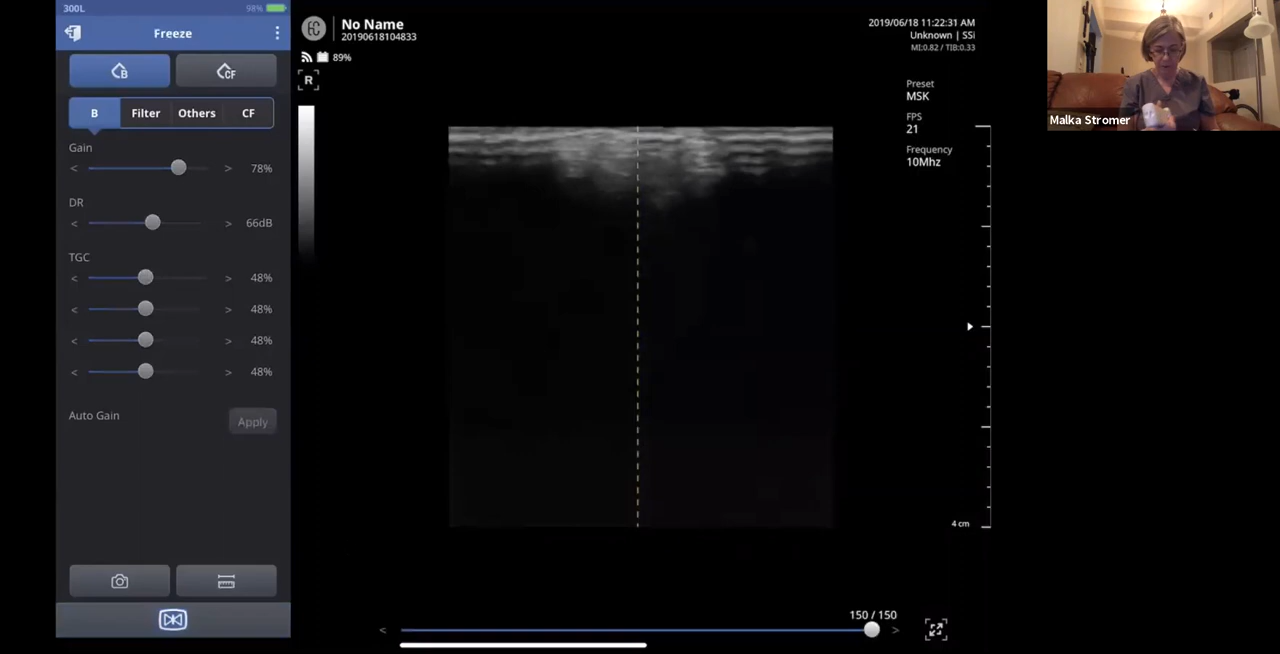 300L
98%
Freeze
B
CF
B Filter Others CF
Gain
< > 78%
DR
< > 66dB
TGC
< > 48%
< > 48%
< > 48%
< > 48%
Auto Gain
Apply
EC
No Name
20190618104833
89%
R
2019/06/18 11:22:31 AM
Unknown | SSi
MI:0.82 / TIB:0.33
Preset
MSK
FPS
21
Frequency
10Mhz
4 cm
150 / 150
< >
Malka Stromer